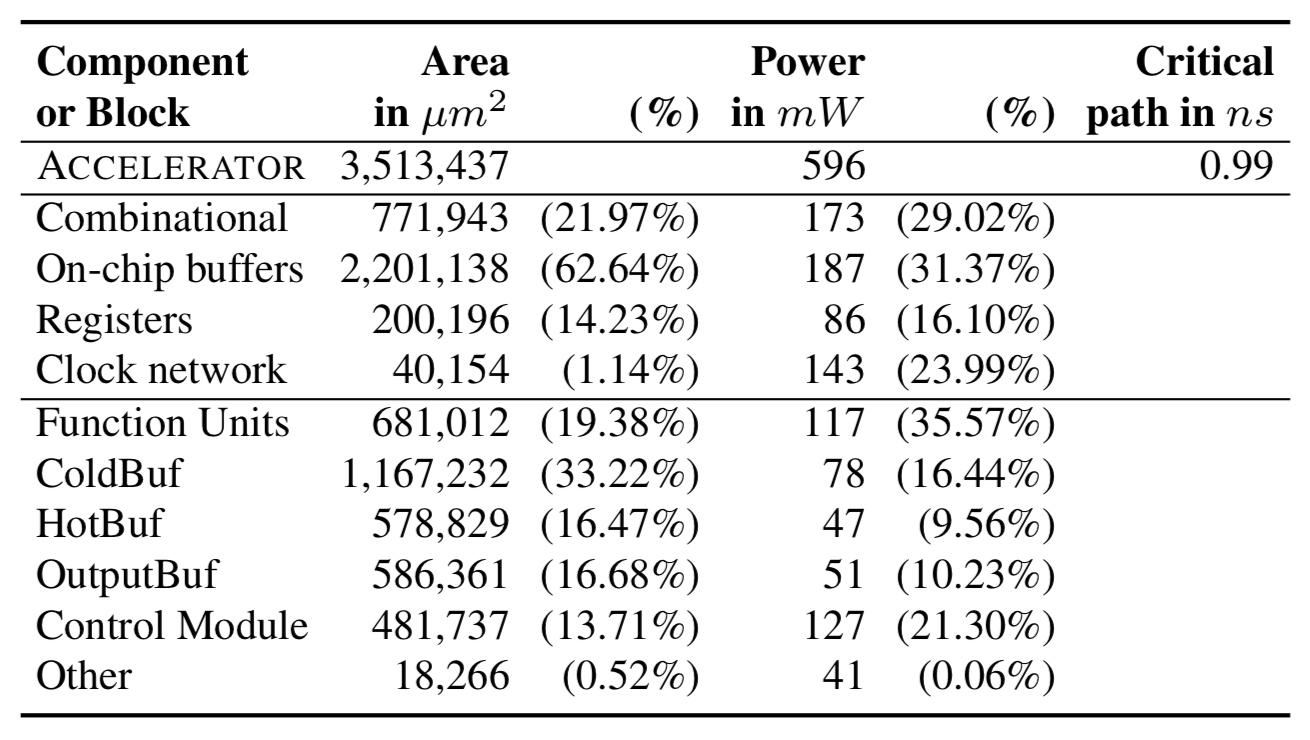 Component Area Power Critical
or Block in μm² (%) in mW (%) path in ns
ACCELERATOR 3,513,437 596 0.99
Combinational 771,943 (21.97%) 173 (29.02%)
On-chip buffers 2,201,138 (62.64%) 187 (31.37%)
Registers 200,196 (14.23%) 86 (16.10%)
Clock network 40,154 (1.14%) 143 (23.99%)
Function Units 681,012 (19.38%) 117 (35.57%)
ColdBuf 1,167,232 (33.22%) 78 (16.44%)
HotBuf 578,829 (16.47%) 47 (9.56%)
OutputBuf 586,361 (16.68%) 51 (10.23%)
Control Module 481,737 (13.71%) 127 (21.30%)
Other 18,266 (0.52%) 41 (0.06%)